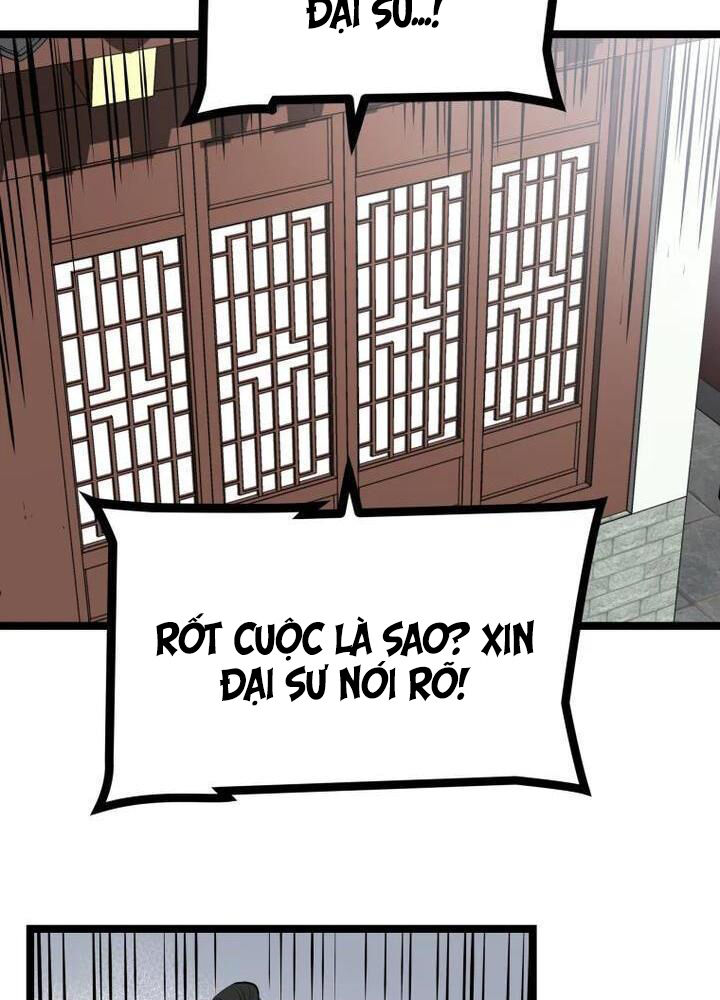 ĐẠI SƯ...!
RỐT CUỘC LÀ SAO? XIN
ĐẠI SƯ NÓI RÕ!